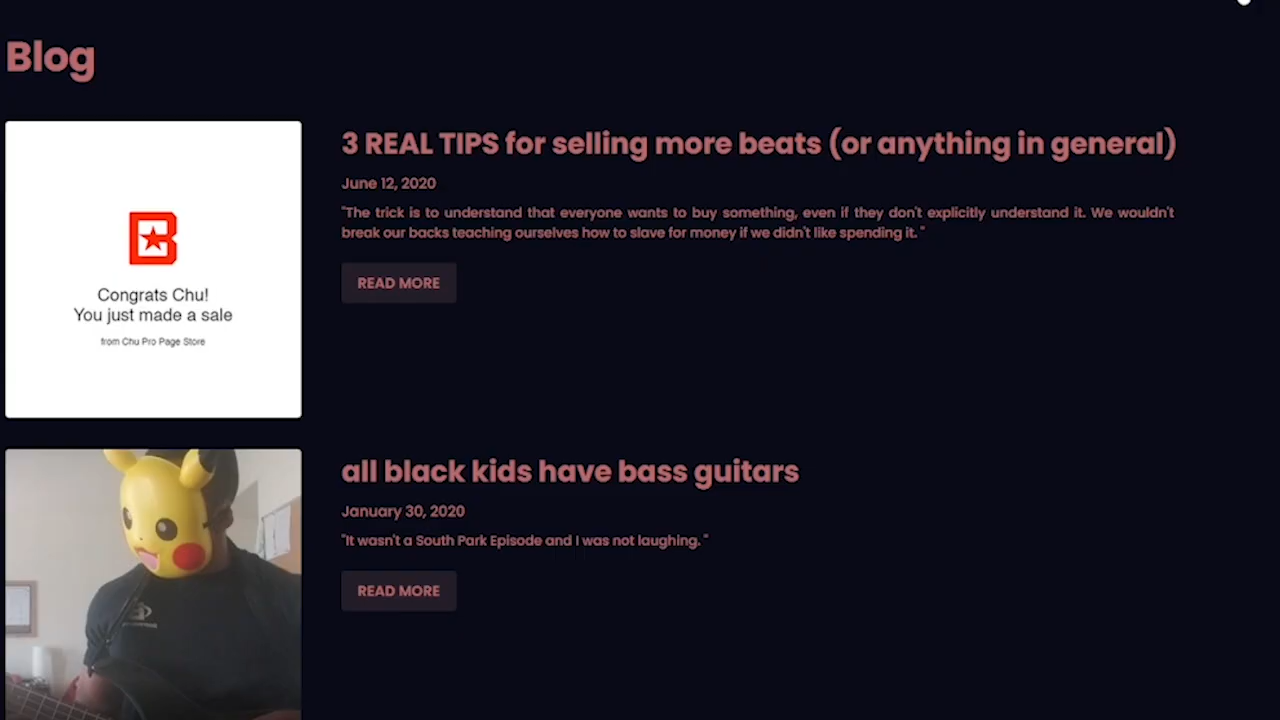 Blog
3 REAL TIPS for selling more beats (or anything in general)
June 12, 2020
"The trick is to understand that everyone wants to buy something, even if they don't explicitly understand it. We wouldn't
break our backs teaching ourselves how to slave for money if we didn't like spending it. "
READ MORE
Congrats Chu!
You just made a sale
from Chu Pro Page Store
all black kids have bass guitars
January 30, 2020
"It wasn't a South Park Episode and I was not laughing. "
READ MORE